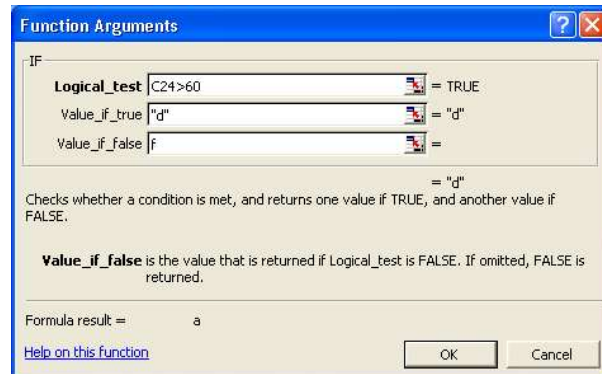 Function Arguments
IF
Logical_test C24>60 = TRUE
Value_if_true "d" = "d"
Value_if_false f =
= "d"
Checks whether a condition is met, and returns one value if TRUE, and another value if
FALSE.
Value_if_false is the value that is returned if Logical_test is FALSE. If omitted, FALSE is
returned.
Formula result = a
Help on this function
OK Cancel